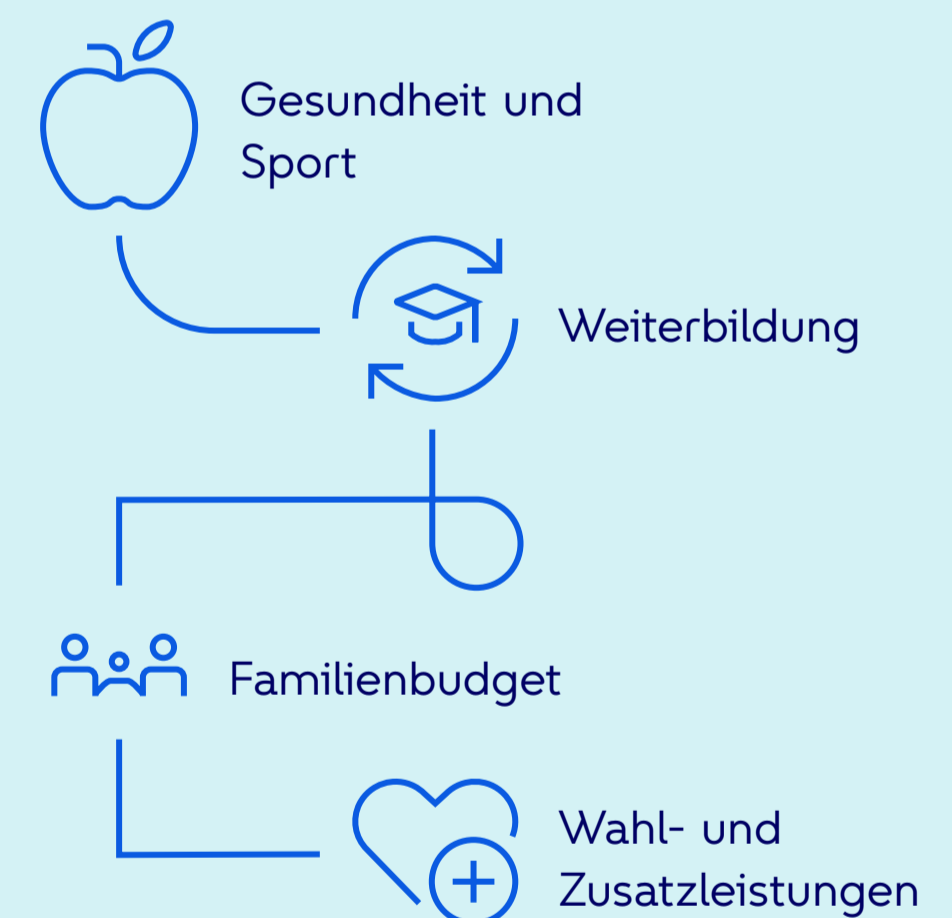 Gesundheit und
Sport
Weiterbildung
Familienbudget
Wahl- und
Zusatzleistungen